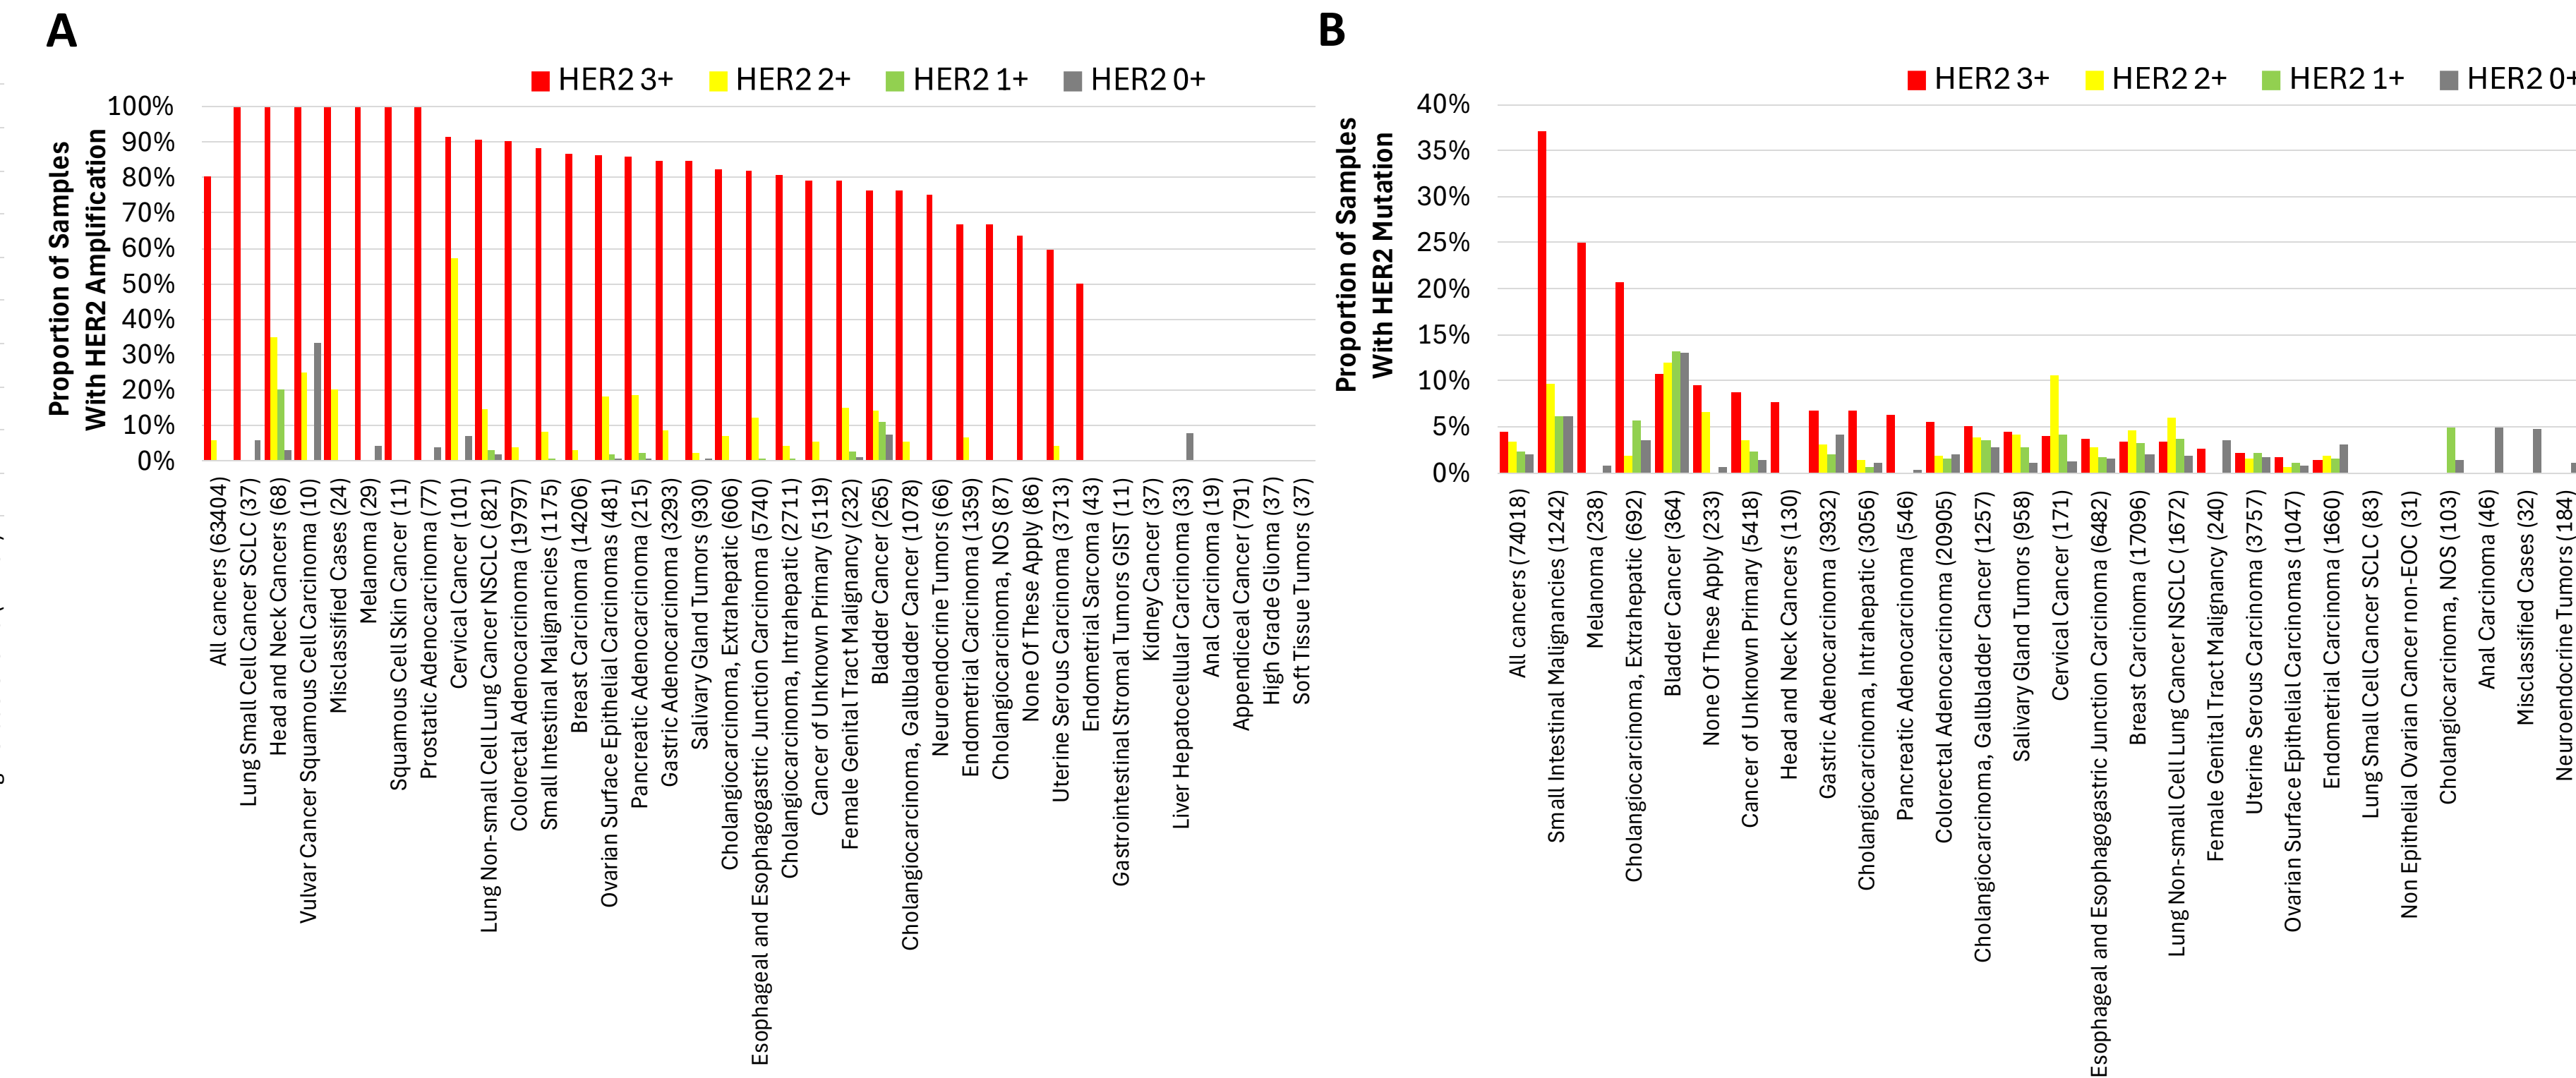 A
HER2 3+ HER2 2+ HER2 1+ HER2 0+
Proportion of Samples
With HER2 Amplification
100%
90%
80%
70%
60%
50%
40%
30%
20%
10%
0%
All cancers (63404)
Lung Small Cell Cancer SCLC (37)
Head and Neck Cancers (68)
Vulvar Cancer Squamous Cell Carcinoma (10)
Misclassified Cases (24)
Melanoma (29)
Squamous Cell Skin Cancer (11)
Prostatic Adenocarcinoma (77)
Cervical Cancer (101)
Lung Non-small Cell Lung Cancer NSCLC (821)
Colorectal Adenocarcinoma (19797)
Small Intestinal Malignancies (1175)
Breast Carcinoma (14206)
Ovarian Surface Epithelial Carcinomas (481)
Pancreatic Adenocarcinoma (215)
Gastric Adenocarcinoma (3293)
Salivary Gland Tumors (930)
Cholangiocarcinoma, Extrahepatic (606)
Esophageal and Esophagogastric Junction Carcinoma (5740)
Cholangiocarcinoma, Intrahepatic (2711)
Cancer of Unknown Primary (5119)
Female Genital Tract Malignancy (232)
Bladder Cancer (265)
Cholangiocarcinoma, Gallbladder Cancer (1078)
Neuroendocrine Tumors (66)
Endometrial Carcinoma (1359)
Cholangiocarcinoma, NOS (87)
None Of These Apply (86)
Uterine Serous Carcinoma (3713)
Endometrial Sarcoma (43)
Gastrointestinal Stromal Tumors GIST (11)
Kidney Cancer (37)
Liver Hepatocellular Carcinoma (33)
Anal Carcinoma (19)
Appendiceal Cancer (791)
High Grade Glioma (37)
Soft Tissue Tumors (37)
B
HER2 3+ HER2 2+ HER2 1+ HER2 0+
Proportion of Samples
With HER2 Mutation
40%
35%
30%
25%
20%
15%
10%
5%
0%
All cancers (74018)
Small Intestinal Malignancies (1242)
Melanoma (238)
Cholangiocarcinoma, Extrahepatic (692)
Bladder Cancer (364)
None Of These Apply (233)
Cancer of Unknown Primary (5418)
Head and Neck Cancers (130)
Gastric Adenocarcinoma (3932)
Cholangiocarcinoma, Intrahepatic (3056)
Pancreatic Adenocarcinoma (546)
Colorectal Adenocarcinoma (20905)
Cholangiocarcinoma, Gallbladder Cancer (1257)
Salivary Gland Tumors (958)
Cervical Cancer (171)
Esophageal and Esophagogastric Junction Carcinoma (6482)
Breast Carcinoma (17096)
Lung Non-small Cell Lung Cancer NSCLC (1672)
Female Genital Tract Malignancy (240)
Uterine Serous Carcinoma (3757)
Ovarian Surface Epithelial Carcinomas (1047)
Endometrial Carcinoma (1660)
Lung Small Cell Cancer SCLC (83)
Non Epithelial Ovarian Cancer non-EOC (31)
Cholangiocarcinoma, NOS (103)
Anal Carcinoma (46)
Misclassified Cases (32)
Neuroendocrine Tumors (184)